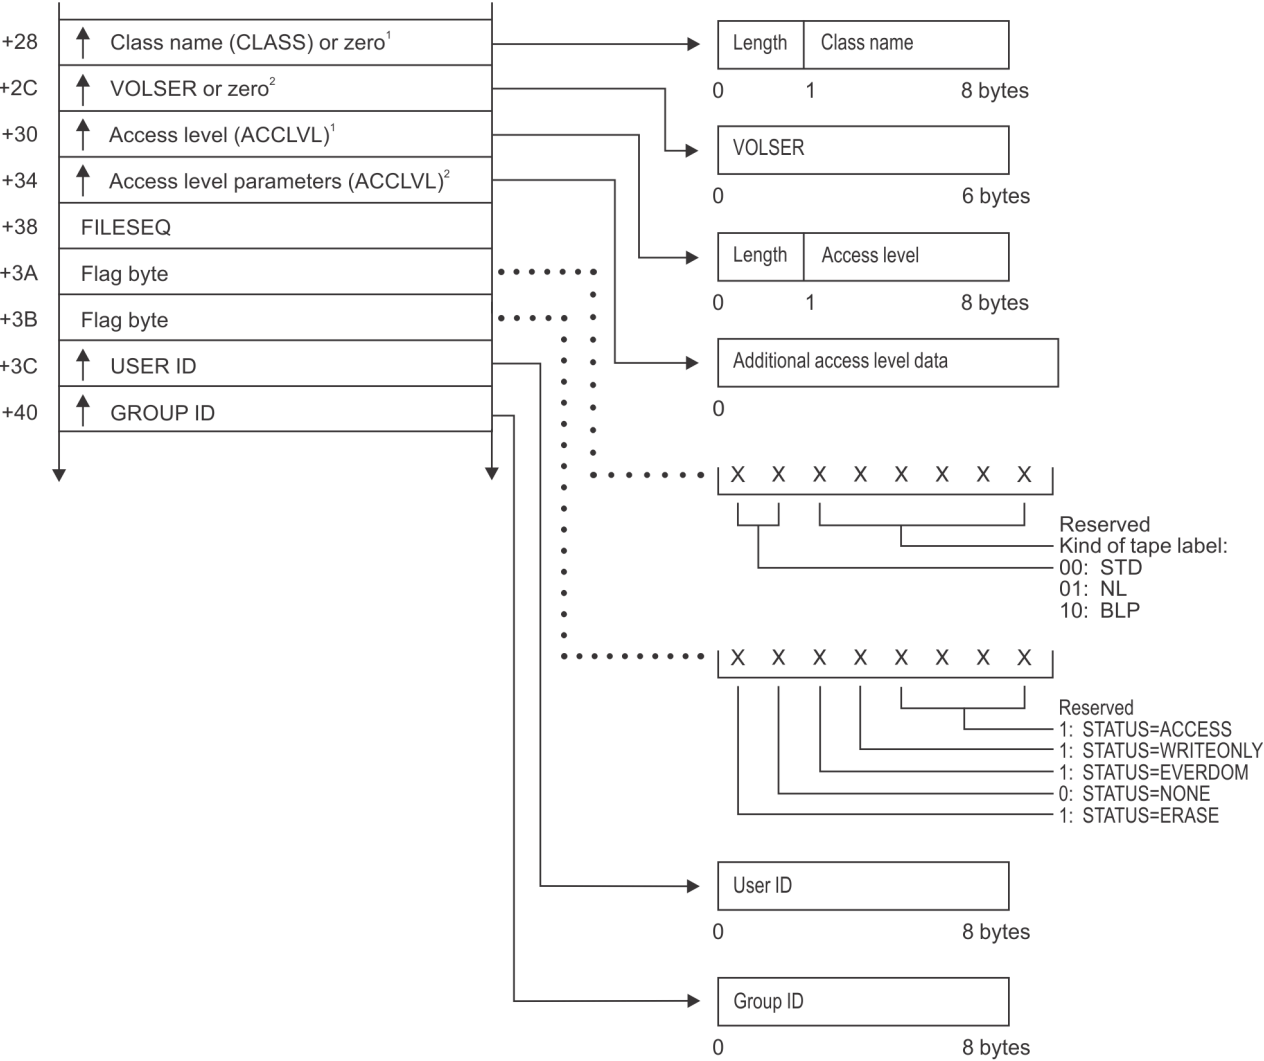 +28 Class name (CLASS) or zero1
+2C VOLSER or zero2
+30 Access level (ACCLVL)1
+34 Access level parameters (ACCLVL)2
+38 FILESEQ
+3A Flag byte
+3B Flag byte
+3C USER ID
+40 GROUP ID
Length Class name
0 1 8 bytes
VOLSER
0 6 bytes
Length Access level
0 1 8 bytes
Additional access level data
0
X X X X X X X X
Reserved
Kind of tape label:
00: STD
01: NL
10: BLP
X X X X X X X X
Reserved
1: STATUS=ACCESS
1: STATUS=WRITEONLY
1: STATUS=EVERDOM
0: STATUS=NONE
1: STATUS=ERASE
User ID
0 8 bytes
Group ID
0 8 bytes